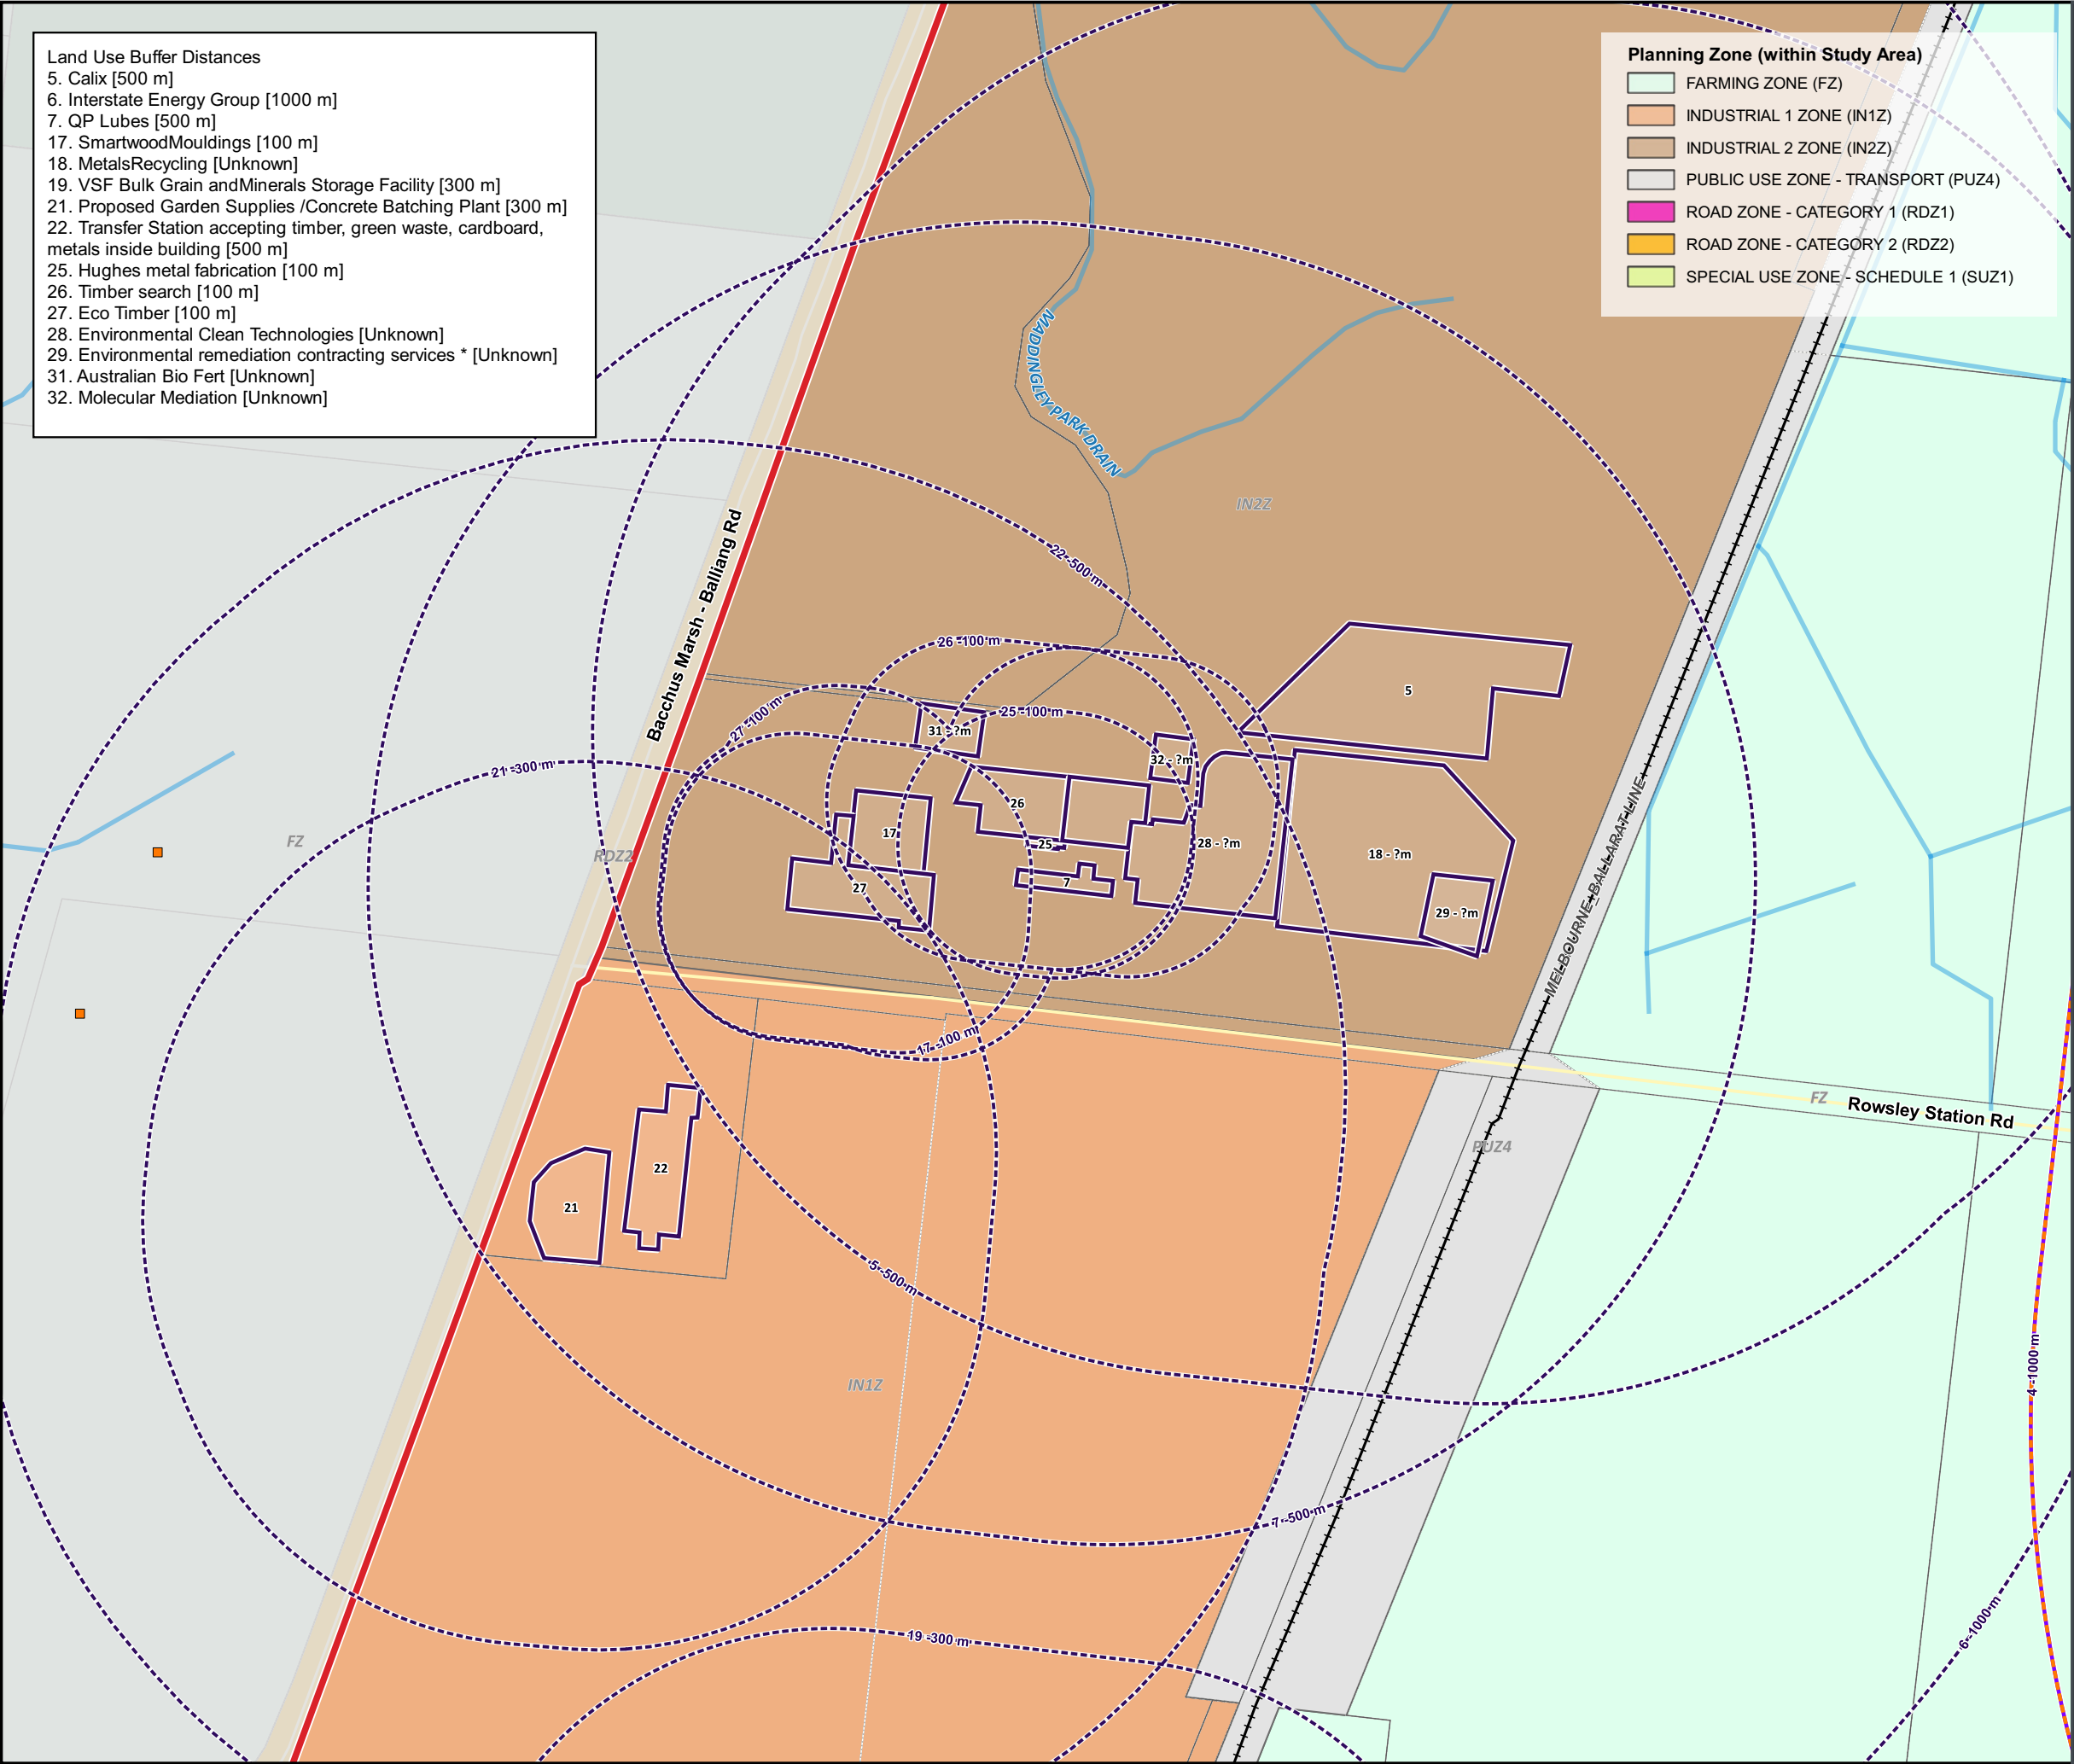 Land Use Buffer Distances
5. Calix [500 m]
6. Interstate Energy Group [1000 m]
7. QP Lubes [500 m]
17. SmartwoodMouldings [100 m]
18. MetalsRecycling [Unknown]
19. VSF Bulk Grain andMinerals Storage Facility [300 m]
21. Proposed Garden Supplies /Concrete Batching Plant [300 m]
22. Transfer Station accepting timber, green waste, cardboard,
metals inside building [500 m]
25. Hughes metal fabrication [100 m]
26. Timber search [100 m]
27. Eco Timber [100 m]
28. Environmental Clean Technologies [Unknown]
29. Environmental remediation contracting services * [Unknown]
31. Australian Bio Fert [Unknown]
32. Molecular Mediation [Unknown]
Planning Zone (within Study Area)
FARMING ZONE (FZ)
INDUSTRIAL 1 ZONE (IN1Z)
INDUSTRIAL 2 ZONE (IN2Z)
PUBLIC USE ZONE - TRANSPORT (PUZ4)
ROAD ZONE - CATEGORY 1 (RDZ1)
ROAD ZONE - CATEGORY 2 (RDZ2)
SPECIAL USE ZONE - SCHEDULE 1 (SUZ1)
MADDINGLEY PARK DRAIN
IN2Z
22 -500 m
Bacchus Marsh - Balliang Rd
26 -100 m
5
27 -100 m
25 -100 m
31 - ?m
32 - ?m
21 -300 m
26
17
25
28 - ?m
18 - ?m
FZ
RDZ2
27
7
29 - ?m
MELBOURNE-BALLARAT LINE
17 -100 m
FZ
Rowsley Station Rd
PUZ4
22
21
5 -500 m
4 -1000 m
IN1Z
7 -500 m
19 -300 m
6 -1000 m